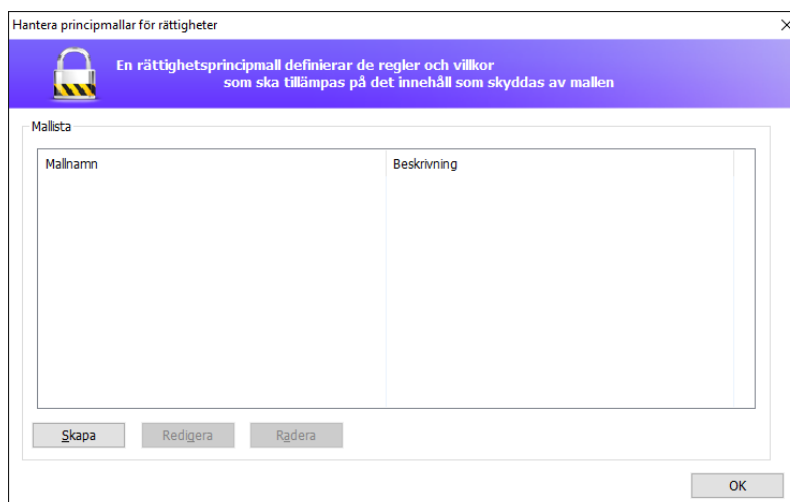 Hantera principmallar för rättigheter
En rättighetsprincipmall definierar de regler och villkor
som ska tillämpas på det innehåll som skyddas av mallen
Mallista
Mallnamn Beskrivning
Skapa Redigera Radera
OK